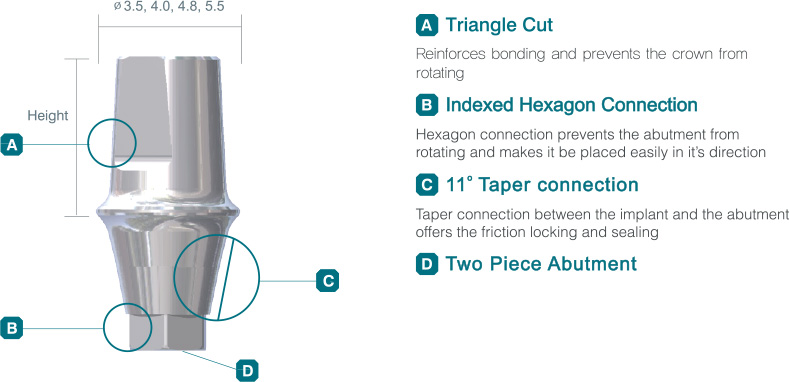 ø 3.5, 4.0, 4.8, 5.5
Height
A
B
C
D
A Triangle Cut
Reinforces bonding and prevents the crown from
rotating
B Indexed Hexagon Connection
Hexagon connection prevents the abutment from
rotating and makes it be placed easily in it's direction
C 11° Taper connection
Taper connection between the implant and the abutment
offers the friction locking and sealing
D Two Piece Abutment